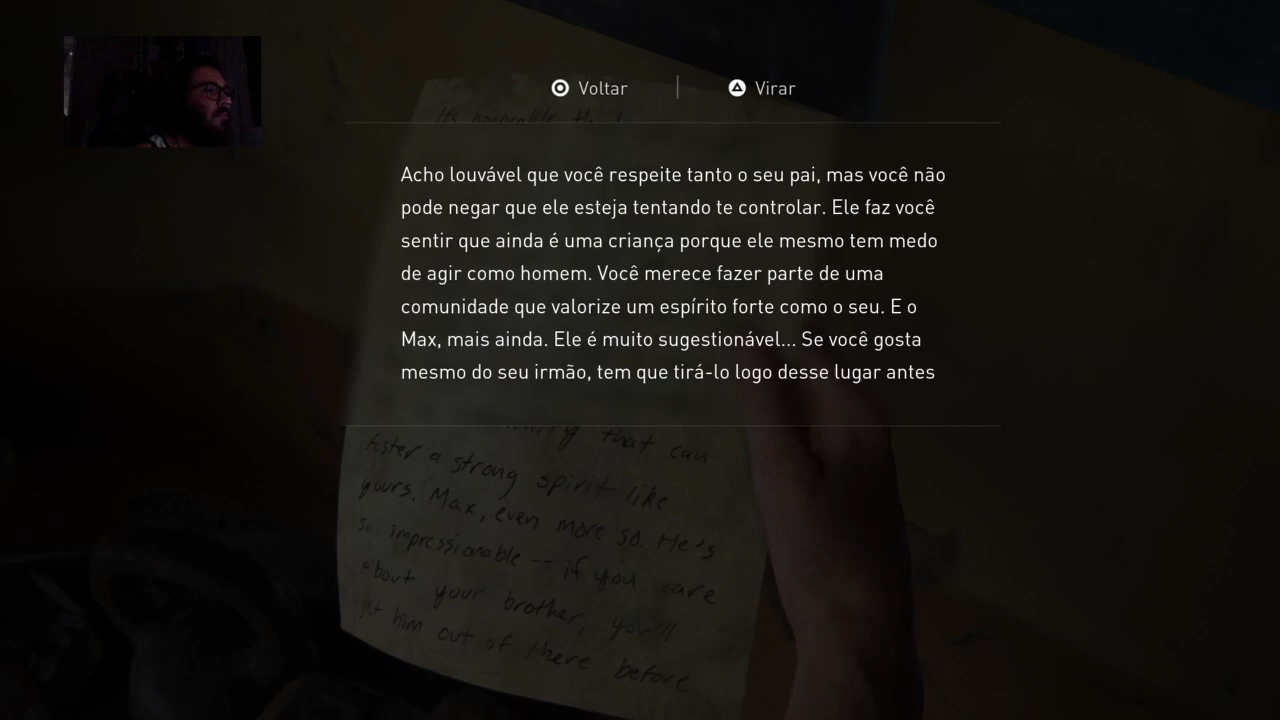 Voltar | Virar
It's honorable th
Acho louvável que você respeite tanto o seu pai, mas você não
pode negar que ele esteja tentando te controlar. Ele faz você
sentir que ainda é uma criança porque ele mesmo tem medo
de agir como homem. Você merece fazer parte de uma
comunidade que valorize um espírito forte como o seu. E o
Max, mais ainda. Ele é muito sugestionável... Se você gosta
mesmo do seu irmão, tem que tirá-lo logo desse lugar antes
that can
foster a strong spirit like
yours. Max, even more so. He's
so impressionable -- if you care
about your brother, you'll
get him out of there before